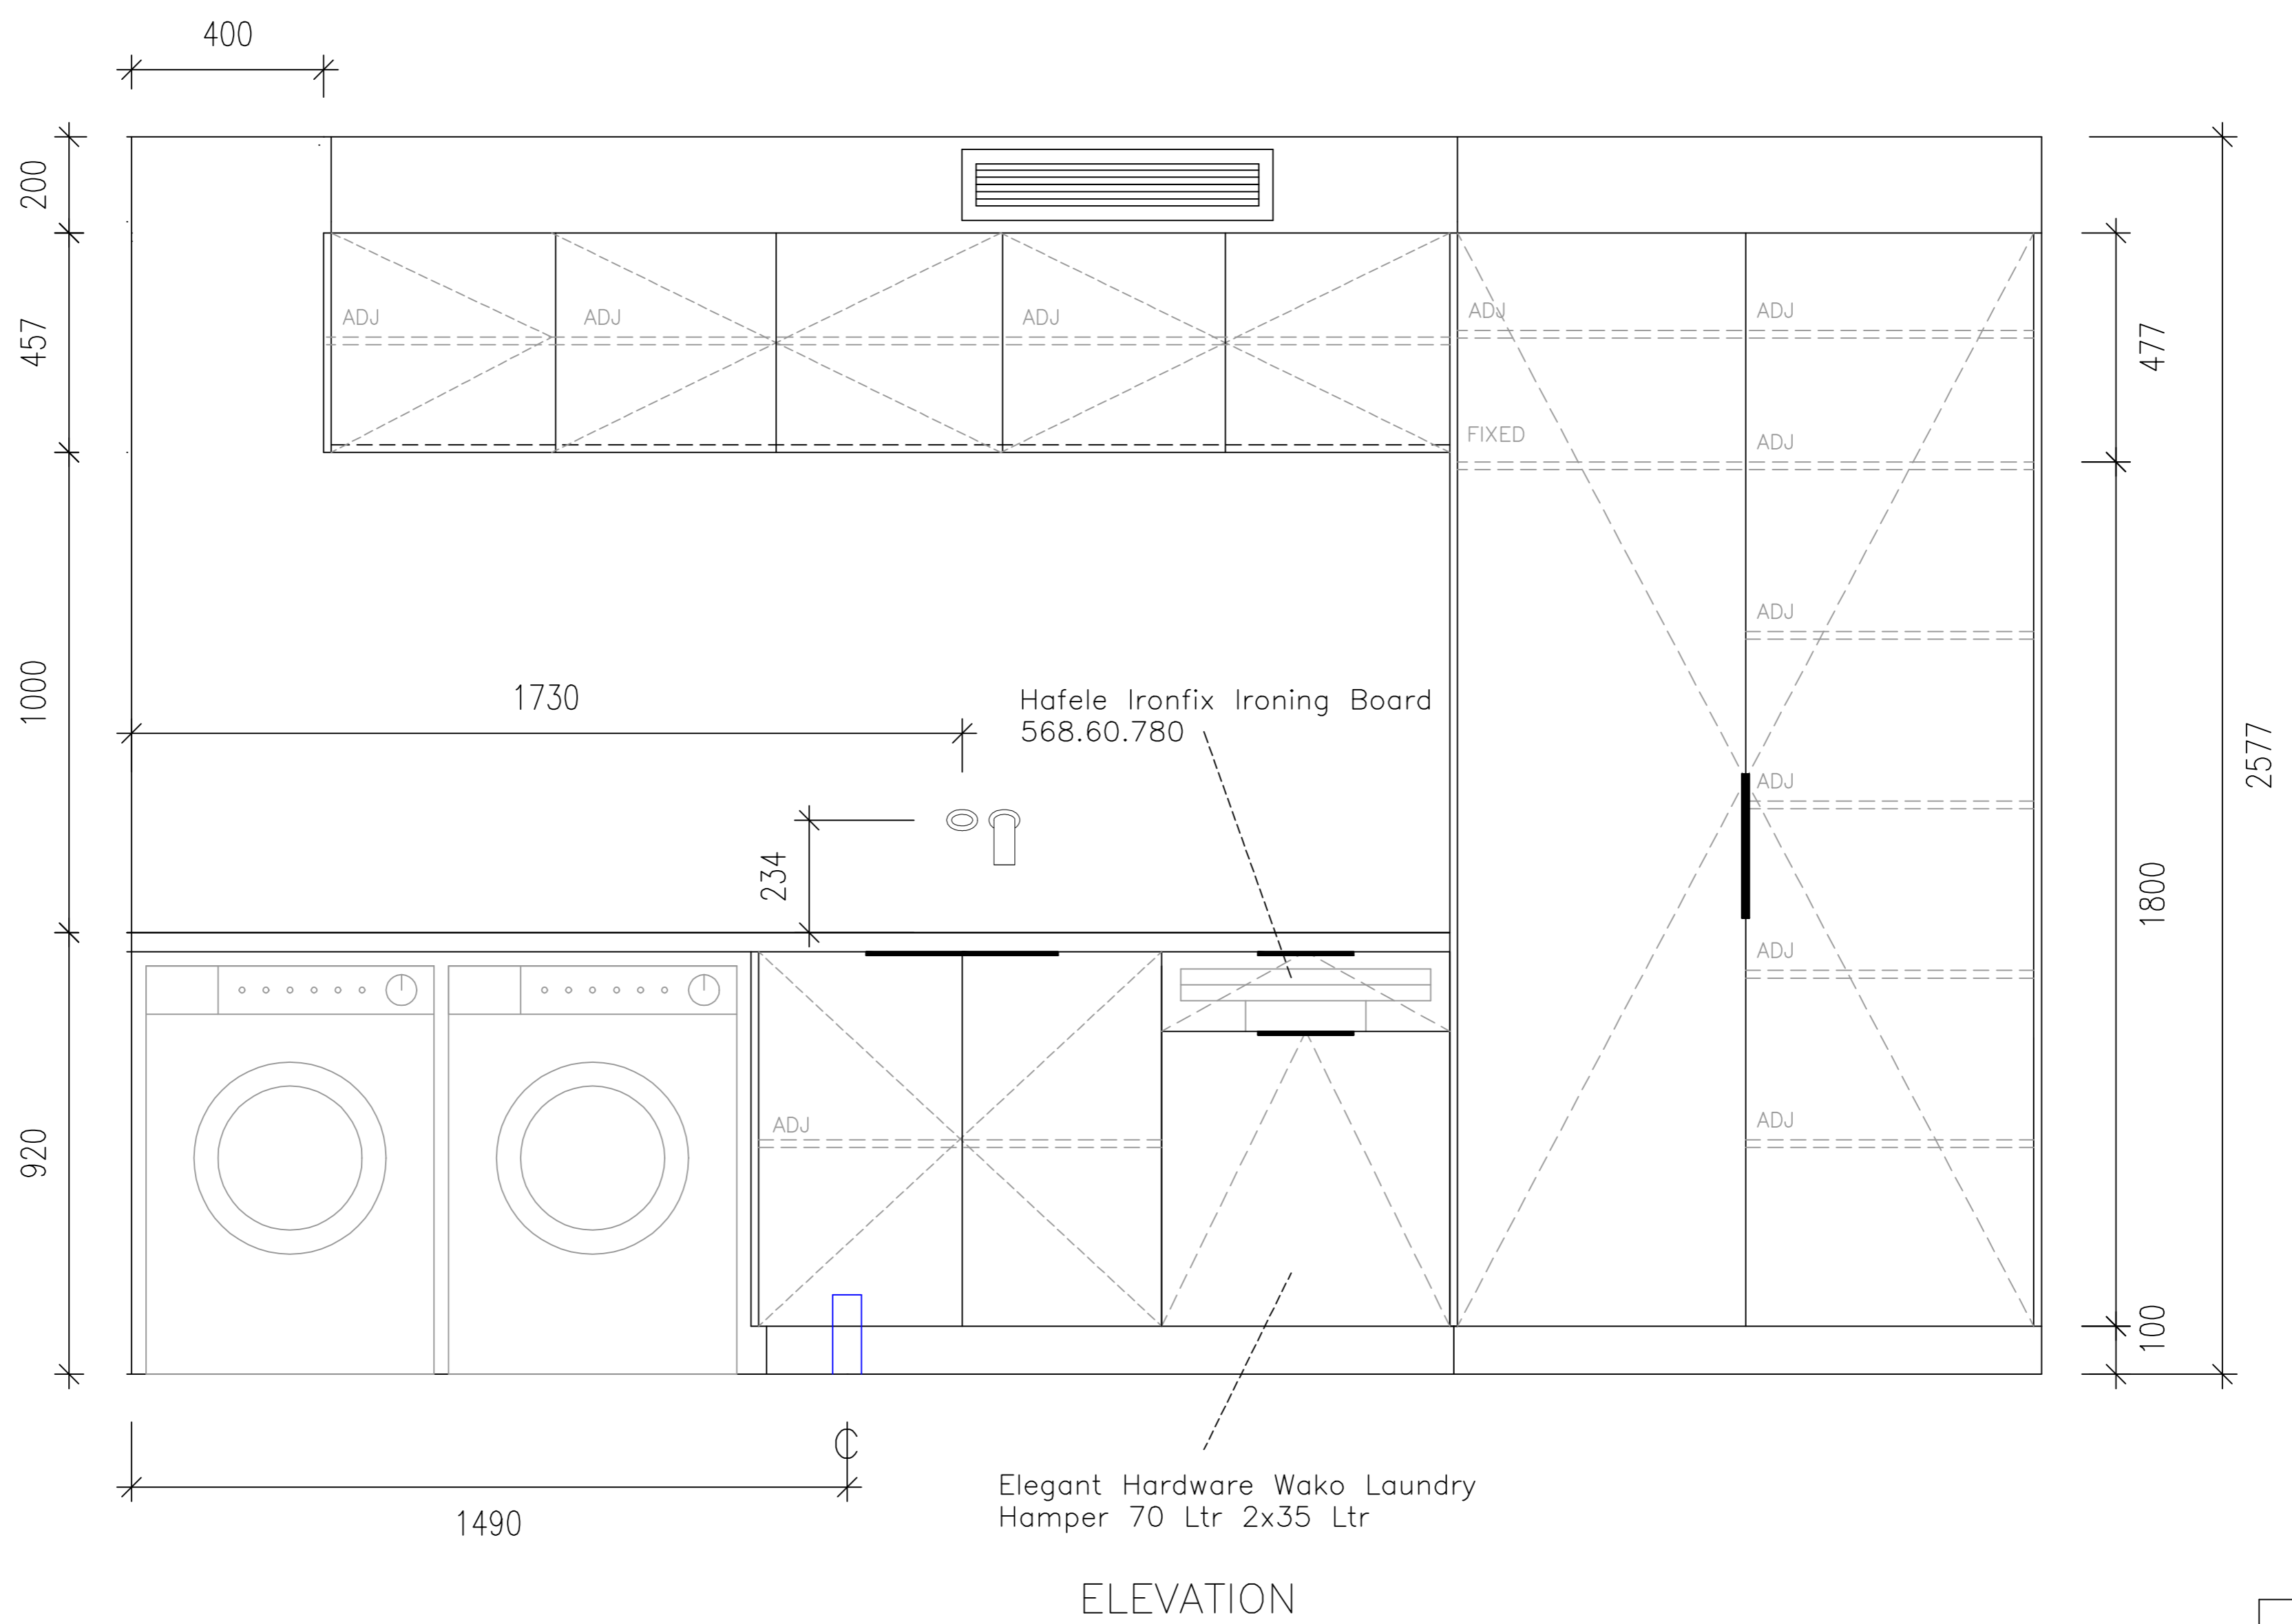 400
200
457
ADJ
ADJ
ADJ
ADJ
ADJ
477
FIXED
ADJ
ADJ
1000
1730
Hafele Ironfix Ironing Board
568.60.780
2577
ADJ
234
1800
ADJ
920
ADJ
ADJ
100
℄
1490
Elegant Hardware Wako Laundry
Hamper 70 Ltr 2x35 Ltr
ELEVATION